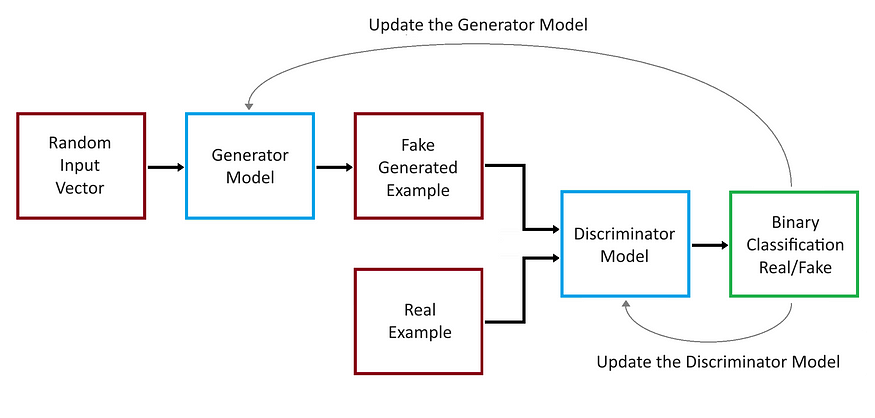 Update the Generator Model
Random
Input
Vector
Generator
Model
Fake
Generated
Example
Real
Example
Discriminator
Model
Binary
Classification
Real/Fake
Update the Discriminator Model